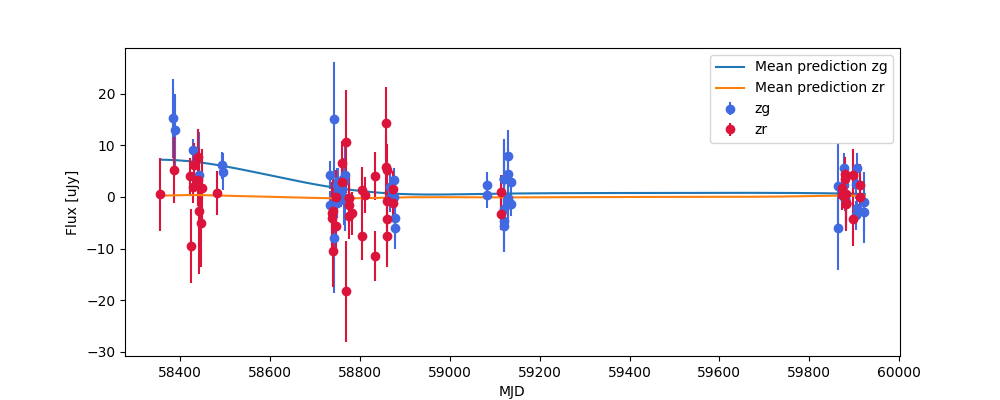 Mean prediction zg
Mean prediction zr
zg
zr
Flux [uJy]
20
10
0
−10
−20
−30
58400 58600 58800 59000 59200 59400 59600 59800 60000
MJD